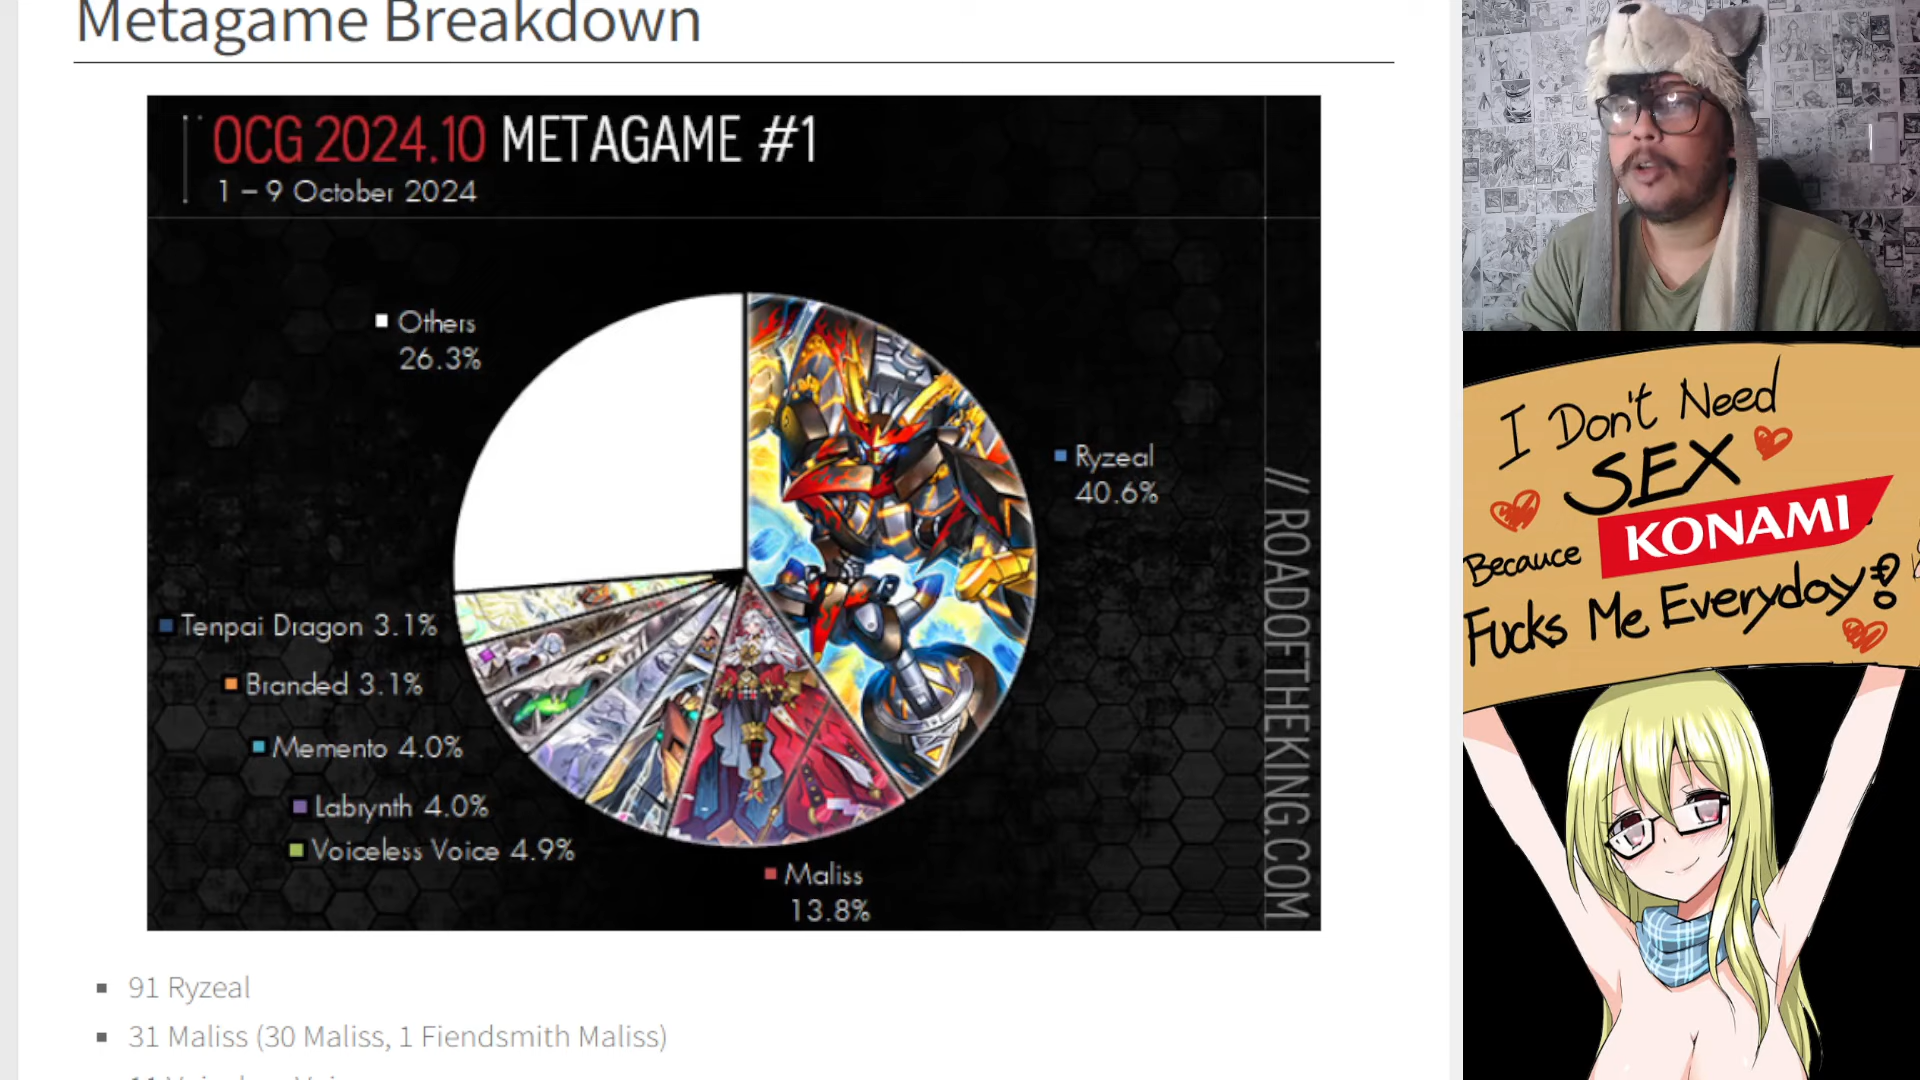 Metagame Breakdown
OCG 2024.10 METAGAME #1
1 – 9 October 2024
Others
26.3%
Ryzeal
40.6%
Tenpai Dragon 3.1%
Branded 3.1%
Memento 4.0%
Labrynth 4.0%
Voiceless Voice 4.9%
Maliss
13.8%
//ROADOFTHEKING.COM
91 Ryzeal
31 Maliss (30 Maliss, 1 Fiendsmith Maliss)
I Don't Need
SEX
Becauce KONAMI
Fucks Me Everyday!